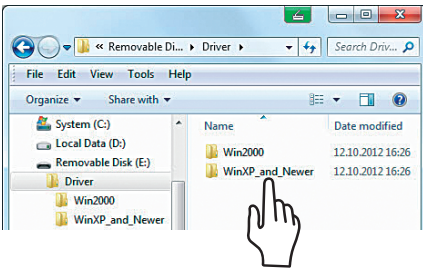 « Removable Di... ▸ Driver ▸ Search Driv...
File Edit View Tools Help
Organize ▾ Share with ▾
System (C:)
Local Data (D:)
Removable Disk (E:)
Driver
Win2000
WinXP_and_Newer
Name Date modified
Win2000 12.10.2012 16:26
WinXP_and_Newer 12.10.2012 16:26